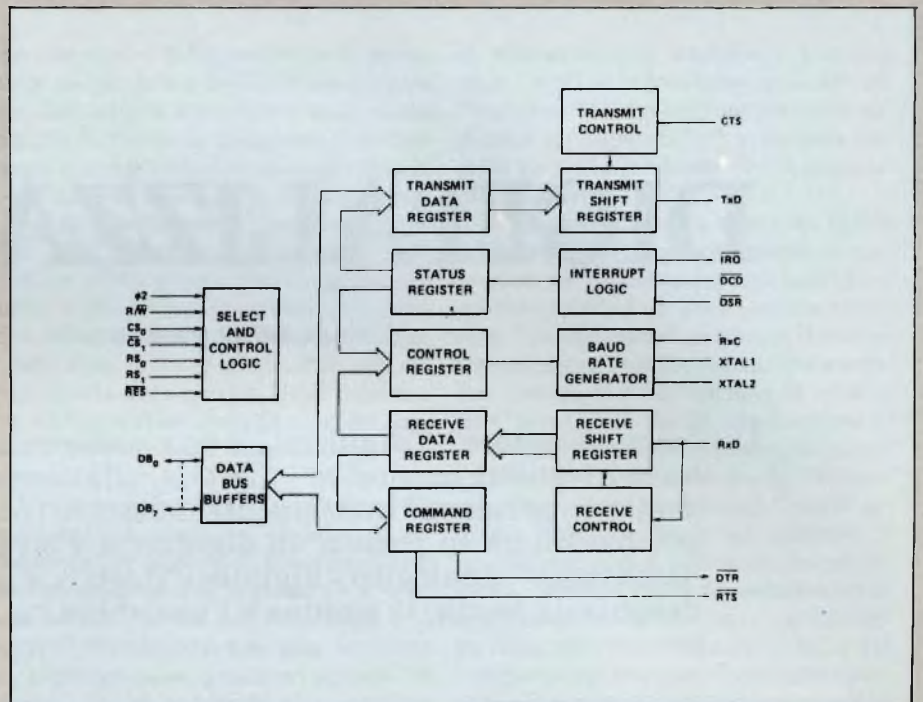 TRANSMIT
CONTROL
CTS
TRANSMIT
DATA
REGISTER
TRANSMIT
SHIFT
REGISTER
TxD
STATUS
REGISTER
INTERRUPT
LOGIC
IRQ
DCD
DSR
φ2
R/W
CS0
CS
RS0
RS1
RES
SELECT
AND
CONTROL
LOGIC
CONTROL
REGISTER
BAUD
RATE
GENERATOR
RxC
XTAL1
XTAL2
RECEIVE
DATA
REGISTER
RECEIVE
SHIFT
REGISTER
RxD
DB0
DB
DATA
BUS
BUFFERS
COMMAND
REGISTER
RECEIVE
CONTROL
DTR
RTS